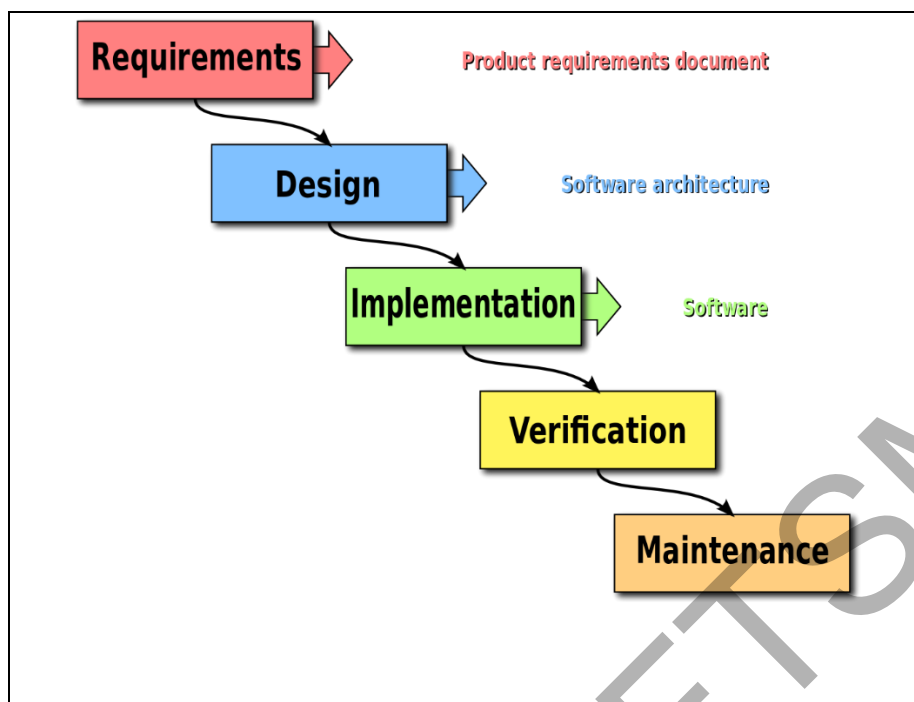 Requirements
Product requirements document
Design
Software architecture
Implementation
Software
Verification
Maintenance